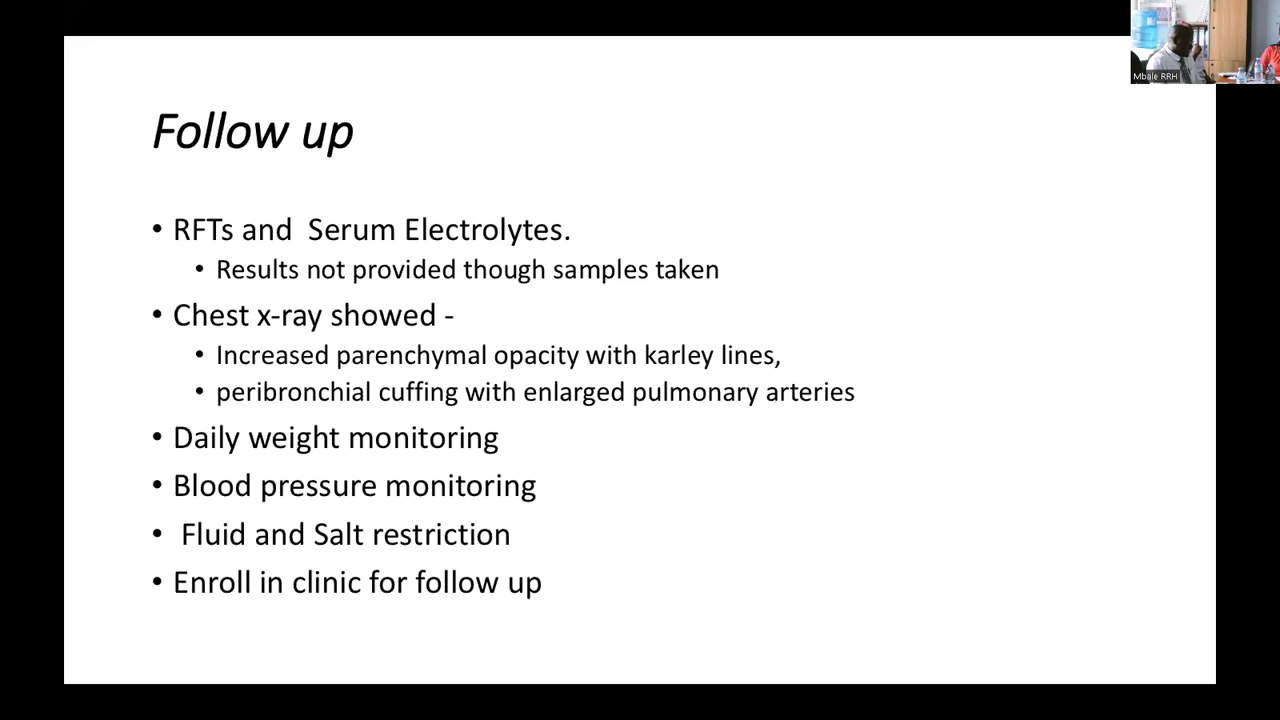 Mbale RRH
Follow up
• RFTs and Serum Electrolytes.
• Results not provided though samples taken
• Chest x-ray showed -
• Increased parenchymal opacity with karley lines,
• peribronchial cuffing with enlarged pulmonary arteries
• Daily weight monitoring
• Blood pressure monitoring
• Fluid and Salt restriction
• Enroll in clinic for follow up